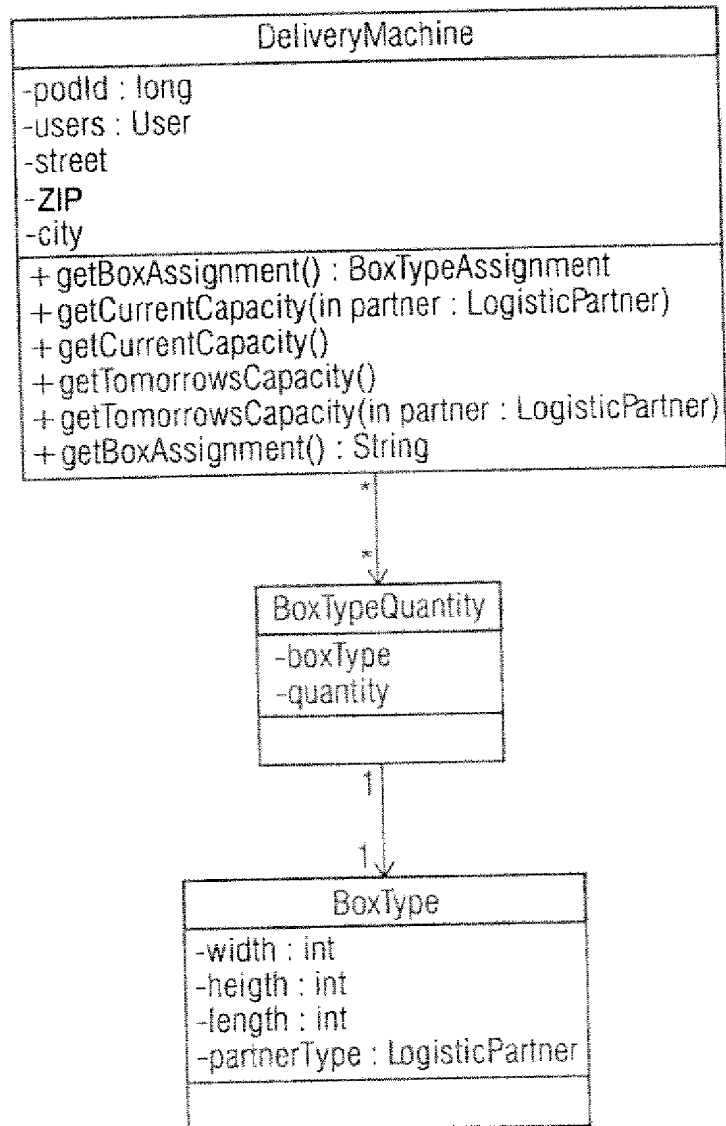 DeliveryMachine
-podId : long
-users : User
-street
-ZIP
-city
+getBoxAssignment() : BoxTypeAssignment
+getCurrentCapacity(in partner : LogisticPartner)
+getCurrentCapacity()
+getTomorrowsCapacity()
+getTomorrowsCapacity(in partner : LogisticPartner)
+getBoxAssignment() : String
*
*
BoxTypeQuantity
-boxType
-quantity
1
1
BoxType
-width : int
-heigth : int
-length : int
-partnerType : LogisticPartner